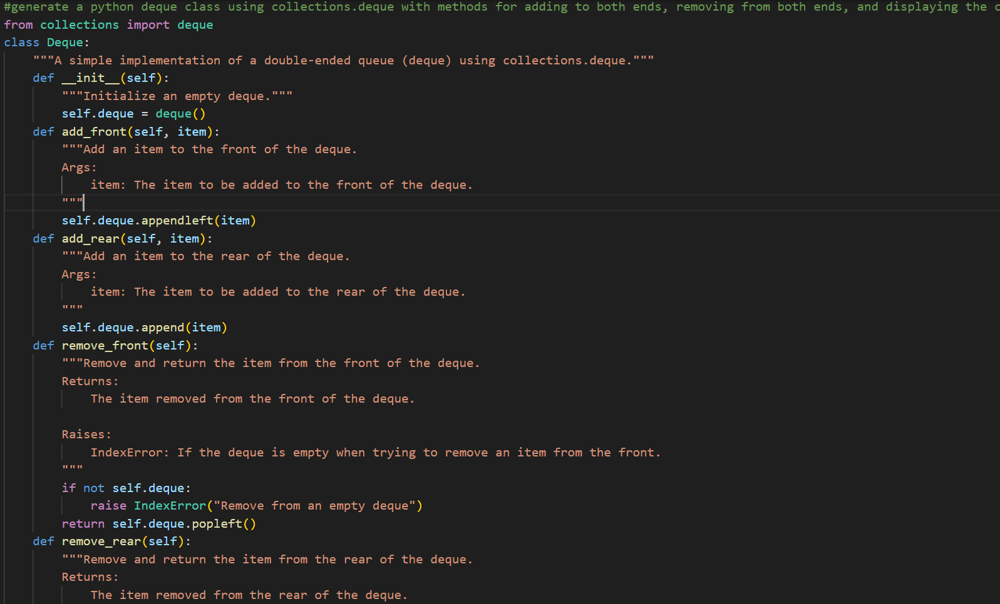 #generate a python deque class using collections.deque with methods for adding to both ends, removing from both ends, and displaying the
from collections import deque
class Deque:
    """A simple implementation of a double-ended queue (deque) using collections.deque."""
    def __init__(self):
        """Initialize an empty deque."""
        self.deque = deque()
    def add_front(self, item):
        """Add an item to the front of the deque.
        Args:
            item: The item to be added to the front of the deque.
        """
        self.deque.appendleft(item)
    def add_rear(self, item):
        """Add an item to the rear of the deque.
        Args:
            item: The item to be added to the rear of the deque.
        """
        self.deque.append(item)
    def remove_front(self):
        """Remove and return the item from the front of the deque.
        Returns:
            The item removed from the front of the deque.

        Raises:
            IndexError: If the deque is empty when trying to remove an item from the front.
        """
        if not self.deque:
            raise IndexError("Remove from an empty deque")
        return self.deque.popleft()
    def remove_rear(self):
        """Remove and return the item from the rear of the deque.
        Returns:
            The item removed from the rear of the deque.